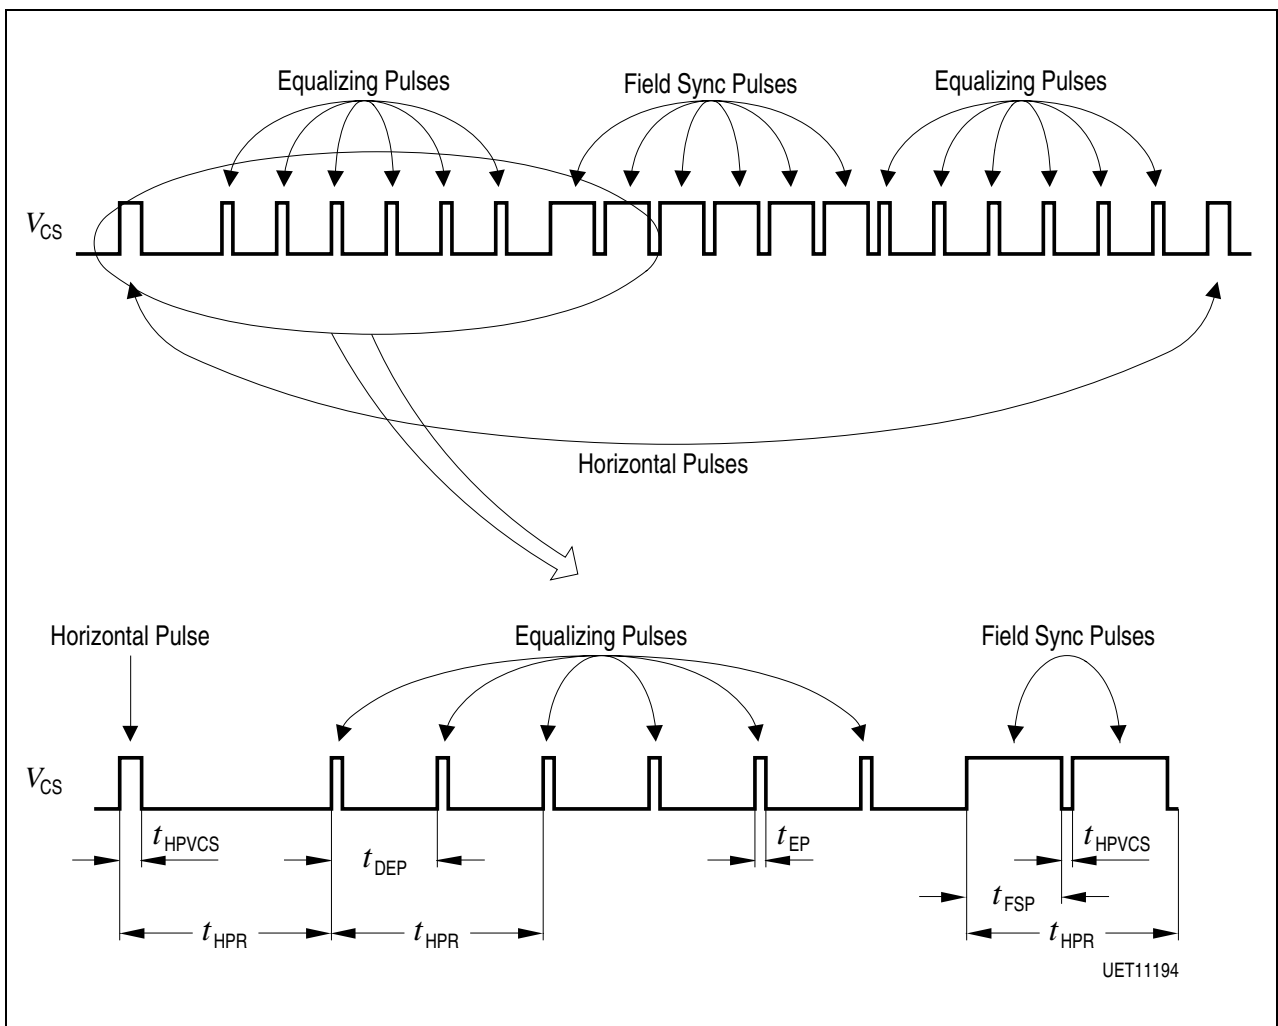 Equalizing Pulses
Field Sync Pulses
Equalizing Pulses
VCS
Horizontal Pulses
Horizontal Pulse
Equalizing Pulses
Field Sync Pulses
VCS
tHPVCS
tDEP
tEP
tHPVCS
tFSP
tHPR
tHPR
tHPR
UET11194